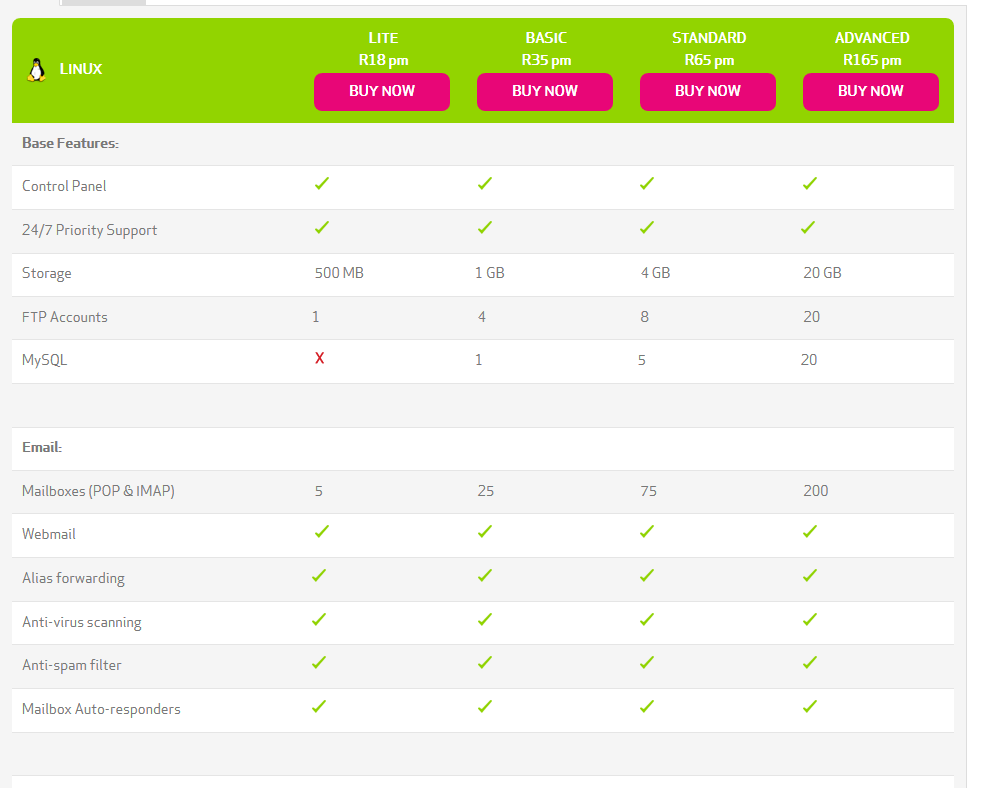 LINUX
LITE BASIC STANDARD ADVANCED
R18 pm R35 pm R65 pm R165 pm
BUY NOW BUY NOW BUY NOW BUY NOW
Base Features:
Control Panel
24/7 Priority Support
Storage 500 MB 1 GB 4 GB 20 GB
FTP Accounts 1 4 8 20
MySQL X 1 5 20
Email:
Mailboxes (POP & IMAP) 5 25 75 200
Webmail
Alias forwarding
Anti-virus scanning
Anti-spam filter
Mailbox Auto-responders